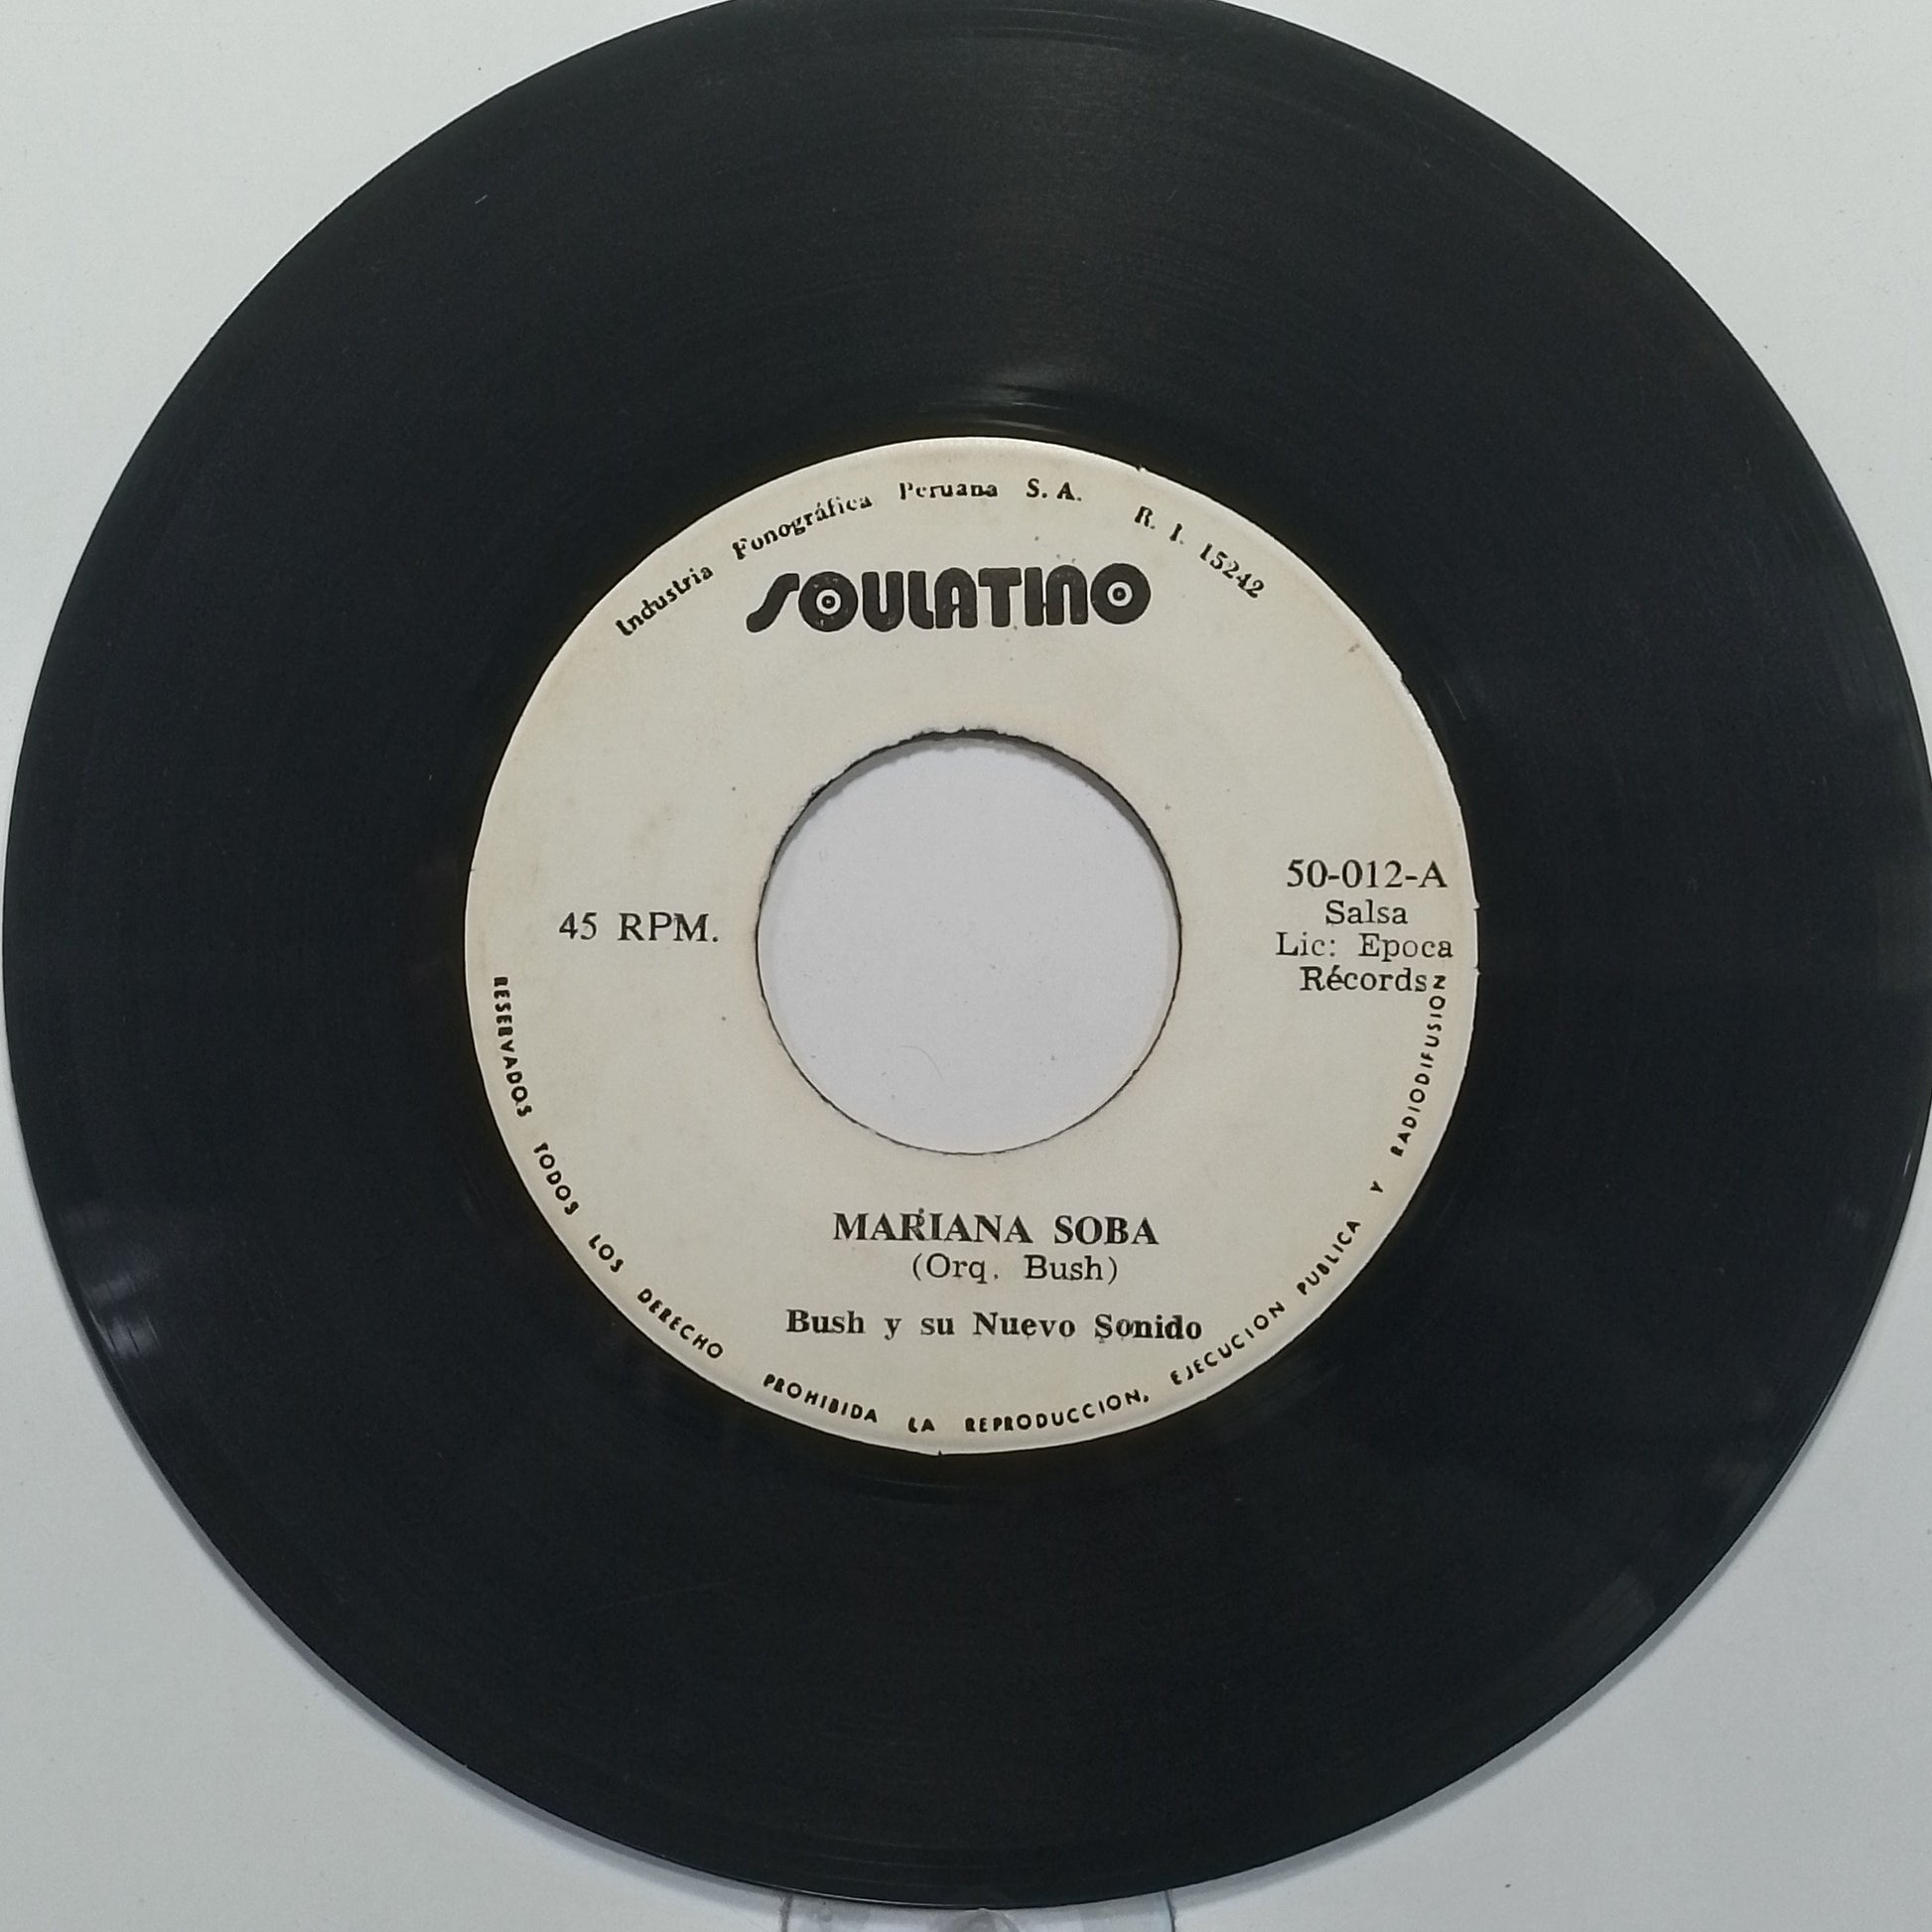 Industria Fonográfica Peruana S. A. R. I. 15242
SOULATINO
45 RPM.
50-012-A
Salsa
Lic: Epoca
Récords
MARIANA SOBA
(Orq. Bush)
Bush y su Nuevo Sonido
RESERVADOS TODOS LOS DERECHO PROHIBIDA LA REPRODUCCION, EJECUCION PUBLICA Y RADIODIFUSION